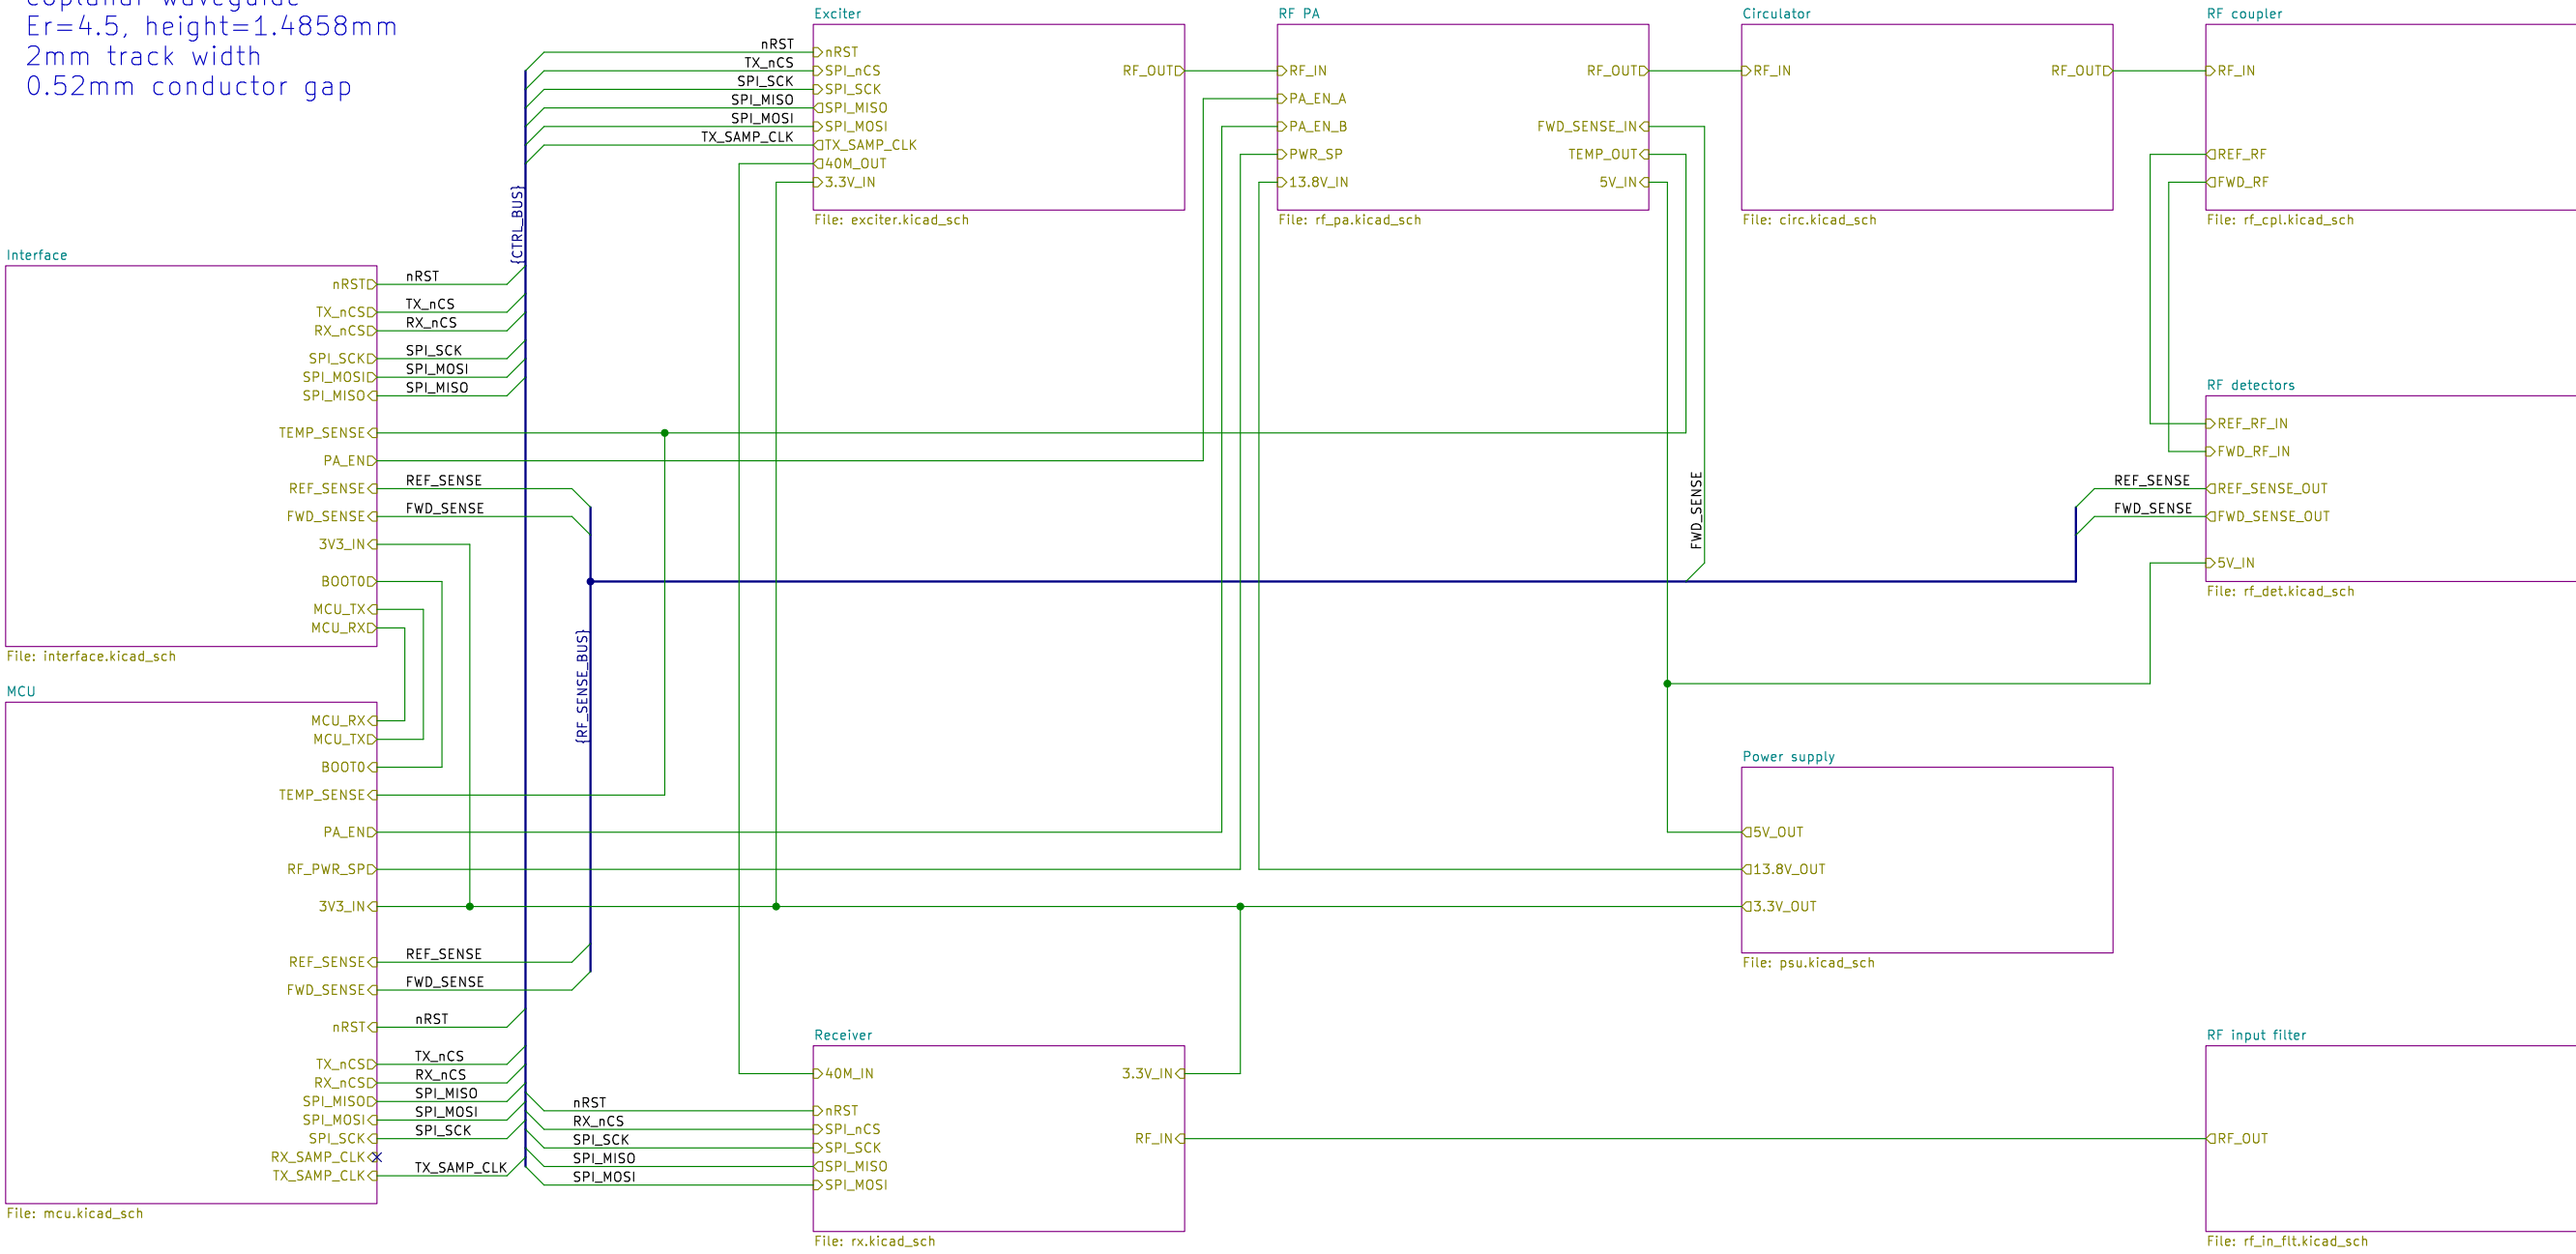 coplanar waveguide
Er=4.5, height=1.4858mm
2mm track width
0.52mm conductor gap
Exciter
nRST
TX_nCS
SPI_SCK
SPI_MISO
SPI_MOSI
TX_SAMP_CLK
nRST
SPI_nCS
SPI_SCK
SPI_MISO
SPI_MOSI
TX_SAMP_CLK
40M_OUT
3.3V_IN
RF_OUT
File: exciter.kicad_sch
RF PA
RF_IN
PA_EN_A
PA_EN_B
PWR_SP
13.8V_IN
RF_OUT
FWD_SENSE_IN
TEMP_OUT
5V_IN
File: rf_pa.kicad_sch
Circulator
RF_IN
RF_OUT
File: circ.kicad_sch
RF coupler
RF_IN
REF_RF
FWD_RF
File: rf_cpl.kicad_sch
{CTRL_BUS}
Interface
nRST
TX_nCS
RX_nCS
SPI_SCK
SPI_MOSI
SPI_MISO
TEMP_SENSE
PA_EN
REF_SENSE
FWD_SENSE
3V3_IN
BOOT0
MCU_TX
MCU_RX
nRST
TX_nCS
RX_nCS
SPI_SCK
SPI_MOSI
SPI_MISO
REF_SENSE
FWD_SENSE
File: interface.kicad_sch
FWD_SENSE
RF detectors
REF_SENSE
FWD_SENSE
REF_RF_IN
FWD_RF_IN
REF_SENSE_OUT
FWD_SENSE_OUT
5V_IN
File: rf_det.kicad_sch
{RF_SENSE_BUS}
MCU
MCU_RX
MCU_TX
BOOT0
TEMP_SENSE
PA_EN
RF_PWR_SP
3V3_IN
REF_SENSE
FWD_SENSE
nRST
TX_nCS
RX_nCS
SPI_MISO
SPI_MOSI
SPI_SCK
RX_SAMP_CLK
TX_SAMP_CLK
REF_SENSE
FWD_SENSE
nRST
TX_nCS
RX_nCS
SPI_MISO
SPI_MOSI
SPI_SCK
TX_SAMP_CLK
File: mcu.kicad_sch
Power supply
5V_OUT
13.8V_OUT
3.3V_OUT
File: psu.kicad_sch
Receiver
nRST
RX_nCS
SPI_SCK
SPI_MISO
SPI_MOSI
40M_IN
nRST
SPI_nCS
SPI_SCK
SPI_MISO
SPI_MOSI
3.3V_IN
RF_IN
File: rx.kicad_sch
RF input filter
RF_OUT
File: rf_in_flt.kicad_sch